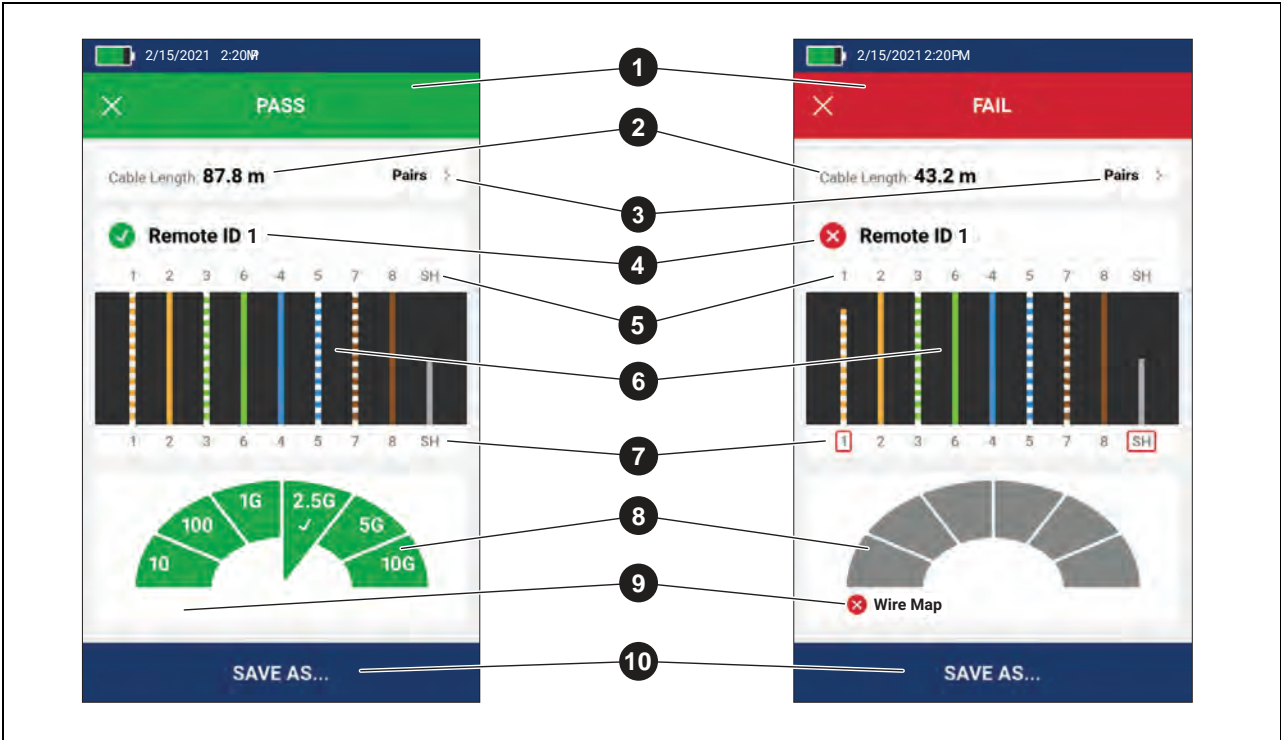 2/15/2021 2:20M
PASS
Cable Length: 87.8 m
Pairs >
Remote ID 1
1 2 3 6 4 5 7 8 SH
1 2 3 6 4 5 7 8 SH
10 100 1G 2.5G 5G 10G
SAVE AS...
1
2
3
4
5
6
7
8
9
10
2/15/2021 2:20PM
FAIL
Cable Length: 43.2 m
Pairs >
Remote ID 1
1 2 3 6 4 5 7 8 SH
1 2 3 6 4 5 7 8 SH
Wire Map
SAVE AS...